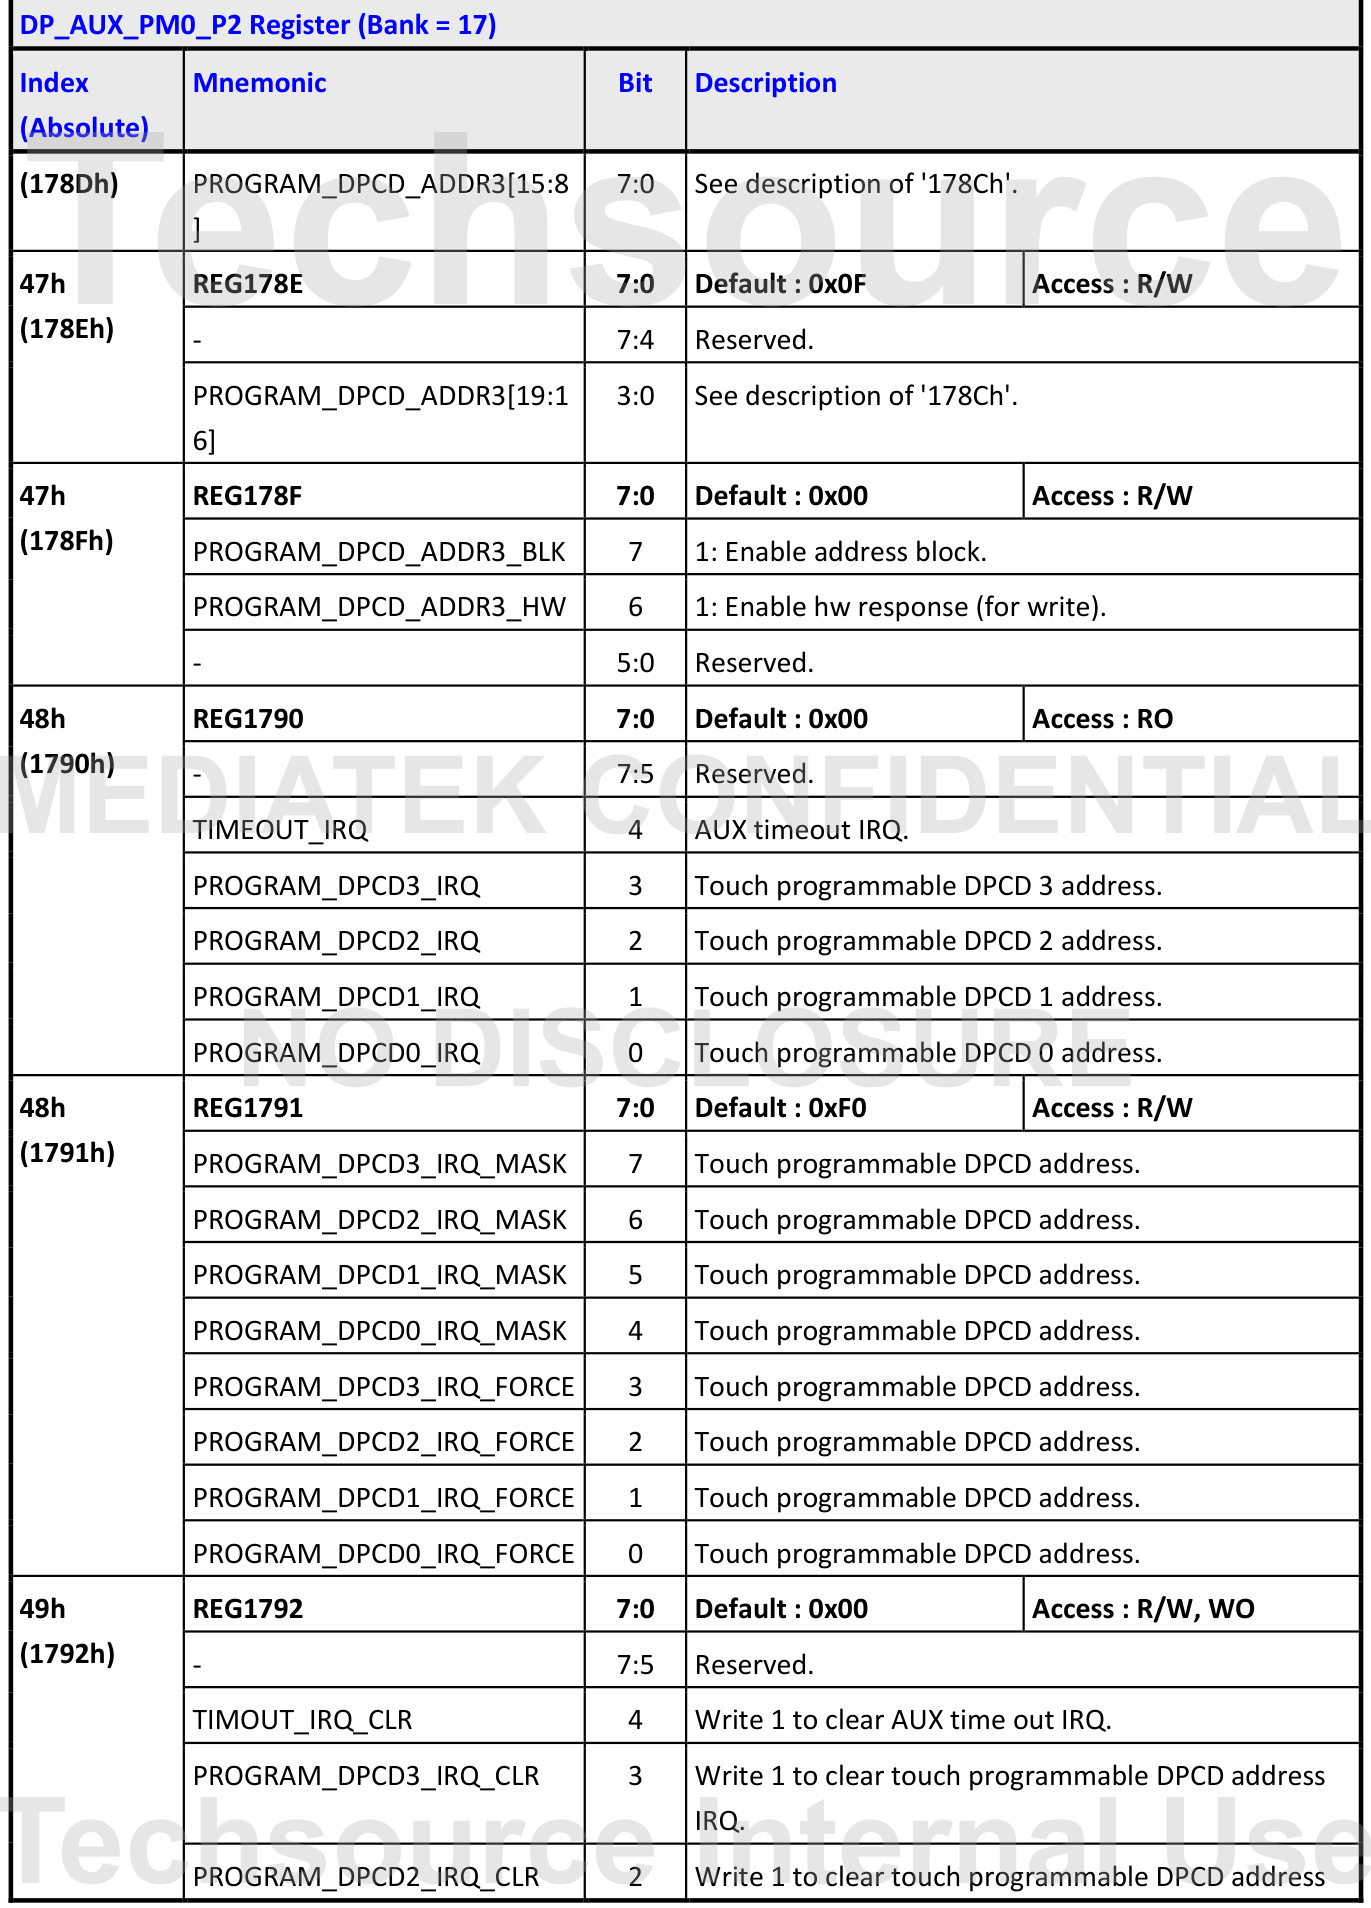 DP_AUX_PM0_P2 Register (Bank = 17)
Index Mnemonic Bit Description
(Absolute)
(178Dh) PROGRAM_DPCD_ADDR3[15:8 7:0 See description of '178Ch'.
]
47h REG178E 7:0 Default : 0x0F Access : R/W
(178Eh)
- 7:4 Reserved.
PROGRAM_DPCD_ADDR3[19:1 3:0 See description of '178Ch'.
6]
47h REG178F 7:0 Default : 0x00 Access : R/W
(178Fh)
PROGRAM_DPCD_ADDR3_BLK 7 1: Enable address block.
PROGRAM_DPCD_ADDR3_HW 6 1: Enable hw response (for write).
- 5:0 Reserved.
48h REG1790 7:0 Default : 0x00 Access : RO
(1790h)
- 7:5 Reserved.
TIMEOUT_IRQ 4 AUX timeout IRQ.
PROGRAM_DPCD3_IRQ 3 Touch programmable DPCD 3 address.
PROGRAM_DPCD2_IRQ 2 Touch programmable DPCD 2 address.
PROGRAM_DPCD1_IRQ 1 Touch programmable DPCD 1 address.
PROGRAM_DPCD0_IRQ 0 Touch programmable DPCD 0 address.
48h REG1791 7:0 Default : 0xF0 Access : R/W
(1791h)
PROGRAM_DPCD3_IRQ_MASK 7 Touch programmable DPCD address.
PROGRAM_DPCD2_IRQ_MASK 6 Touch programmable DPCD address.
PROGRAM_DPCD1_IRQ_MASK 5 Touch programmable DPCD address.
PROGRAM_DPCD0_IRQ_MASK 4 Touch programmable DPCD address.
PROGRAM_DPCD3_IRQ_FORCE 3 Touch programmable DPCD address.
PROGRAM_DPCD2_IRQ_FORCE 2 Touch programmable DPCD address.
PROGRAM_DPCD1_IRQ_FORCE 1 Touch programmable DPCD address.
PROGRAM_DPCD0_IRQ_FORCE 0 Touch programmable DPCD address.
49h REG1792 7:0 Default : 0x00 Access : R/W, WO
(1792h)
- 7:5 Reserved.
TIMOUT_IRQ_CLR 4 Write 1 to clear AUX time out IRQ.
PROGRAM_DPCD3_IRQ_CLR 3 Write 1 to clear touch programmable DPCD address
IRQ.
PROGRAM_DPCD2_IRQ_CLR 2 Write 1 to clear touch programmable DPCD address
Techsource
MEDIATEK CONFIDENTIAL
NO DISCLOSURE
Techsource Internal Use